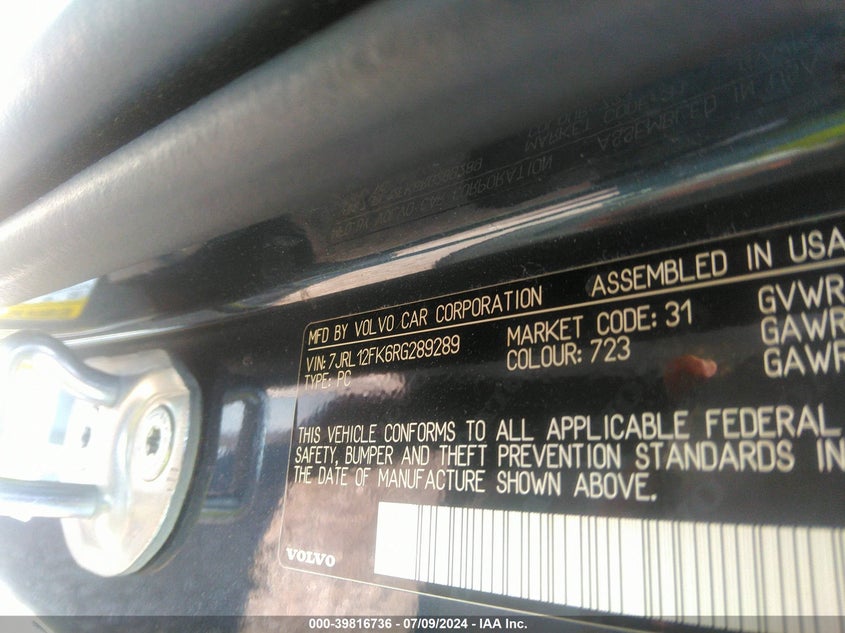 MFD BY VOLVO CAR CORPORATION ASSEMBLED IN USA
VIN: 7JRL12FK6RG289289 MARKET CODE: 31 GVWR
TYPE: PC COLOUR: 723 GAWR
GAWR
THIS VEHICLE CONFORMS TO ALL APPLICABLE FEDERAL
SAFETY, BUMPER AND THEFT PREVENTION STANDARDS IN
THE DATE OF MANUFACTURE SHOWN ABOVE.
VOLVO
000-39816736 - 07/09/2024 - IAA Inc.